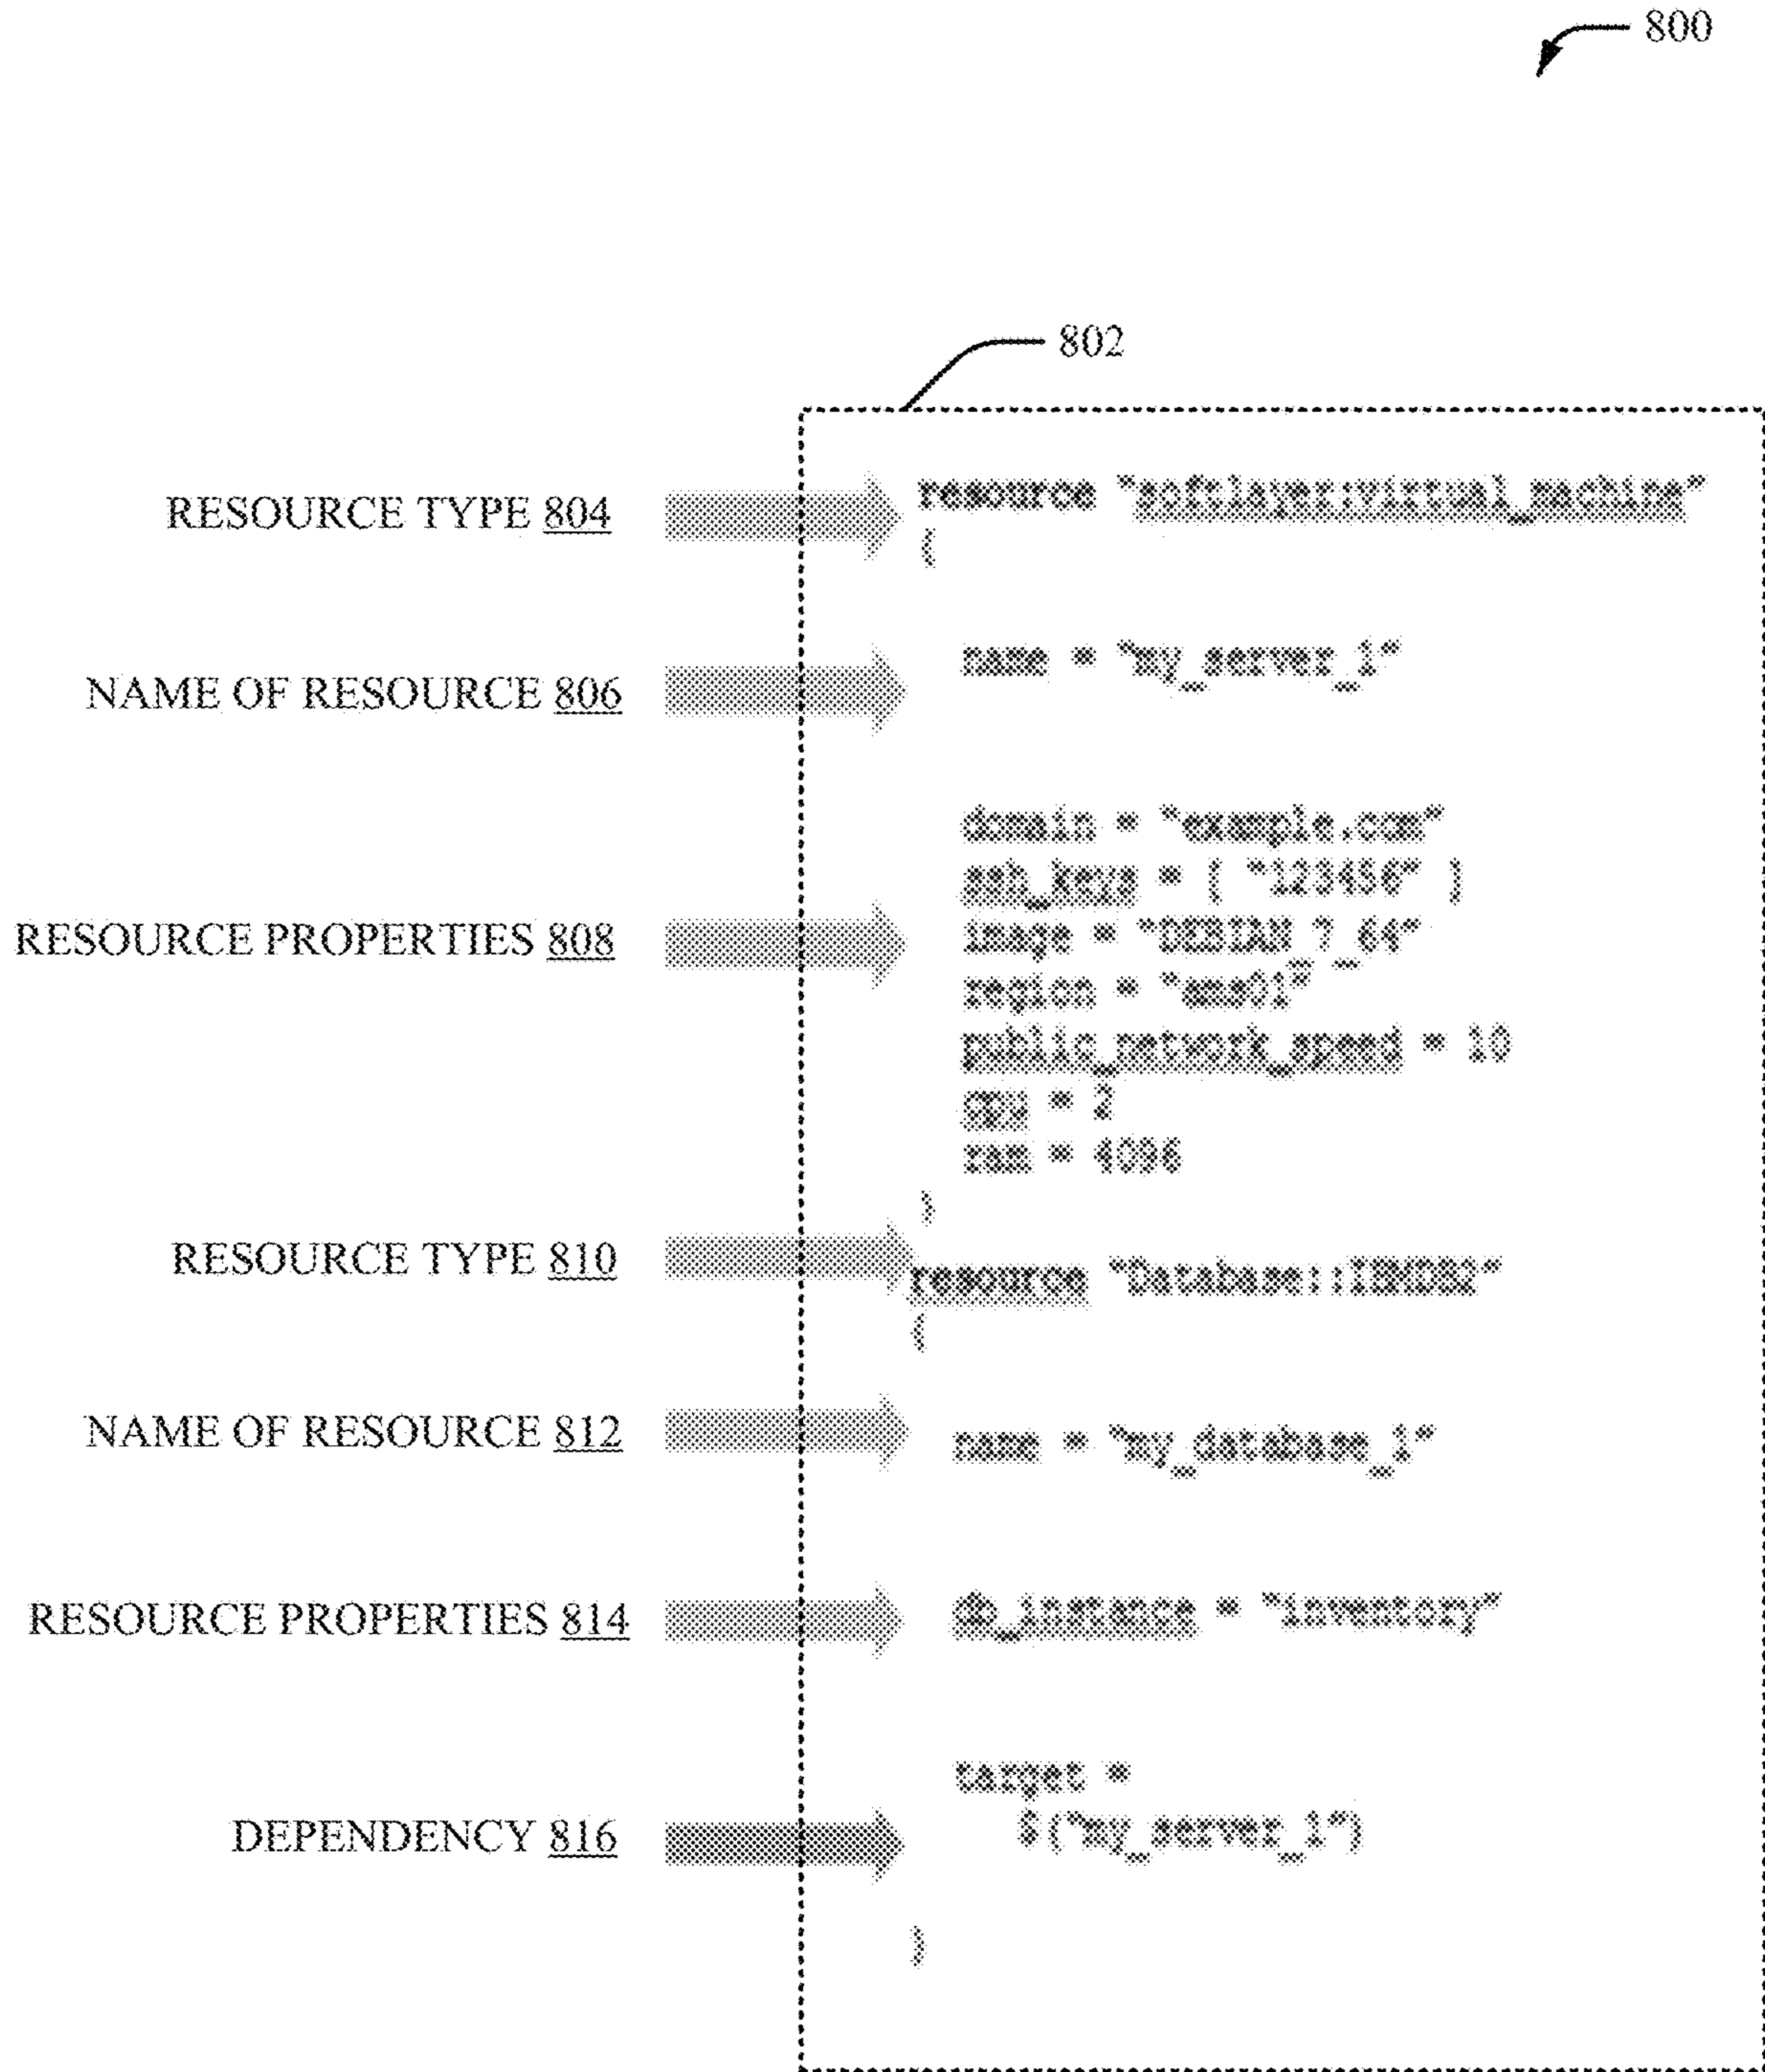 800
802
RESOURCE TYPE 804
resource "softlayer:virtual_machine"
{
NAME OF RESOURCE 806
name = "my_server_1"
domain = "example.com"
ssh_keys = [ "123456" ]
RESOURCE PROPERTIES 808
image = "DEBIAN_7_64"
region = "ams01"
public_network_speed = 10
cpu = 2
ram = 4096
}
RESOURCE TYPE 810
resource "Database::IBMDB2"
{
NAME OF RESOURCE 812
name = "my_database_1"
RESOURCE PROPERTIES 814
db_instance = "inventory"
target =
DEPENDENCY 816
$("my_server_1")
}